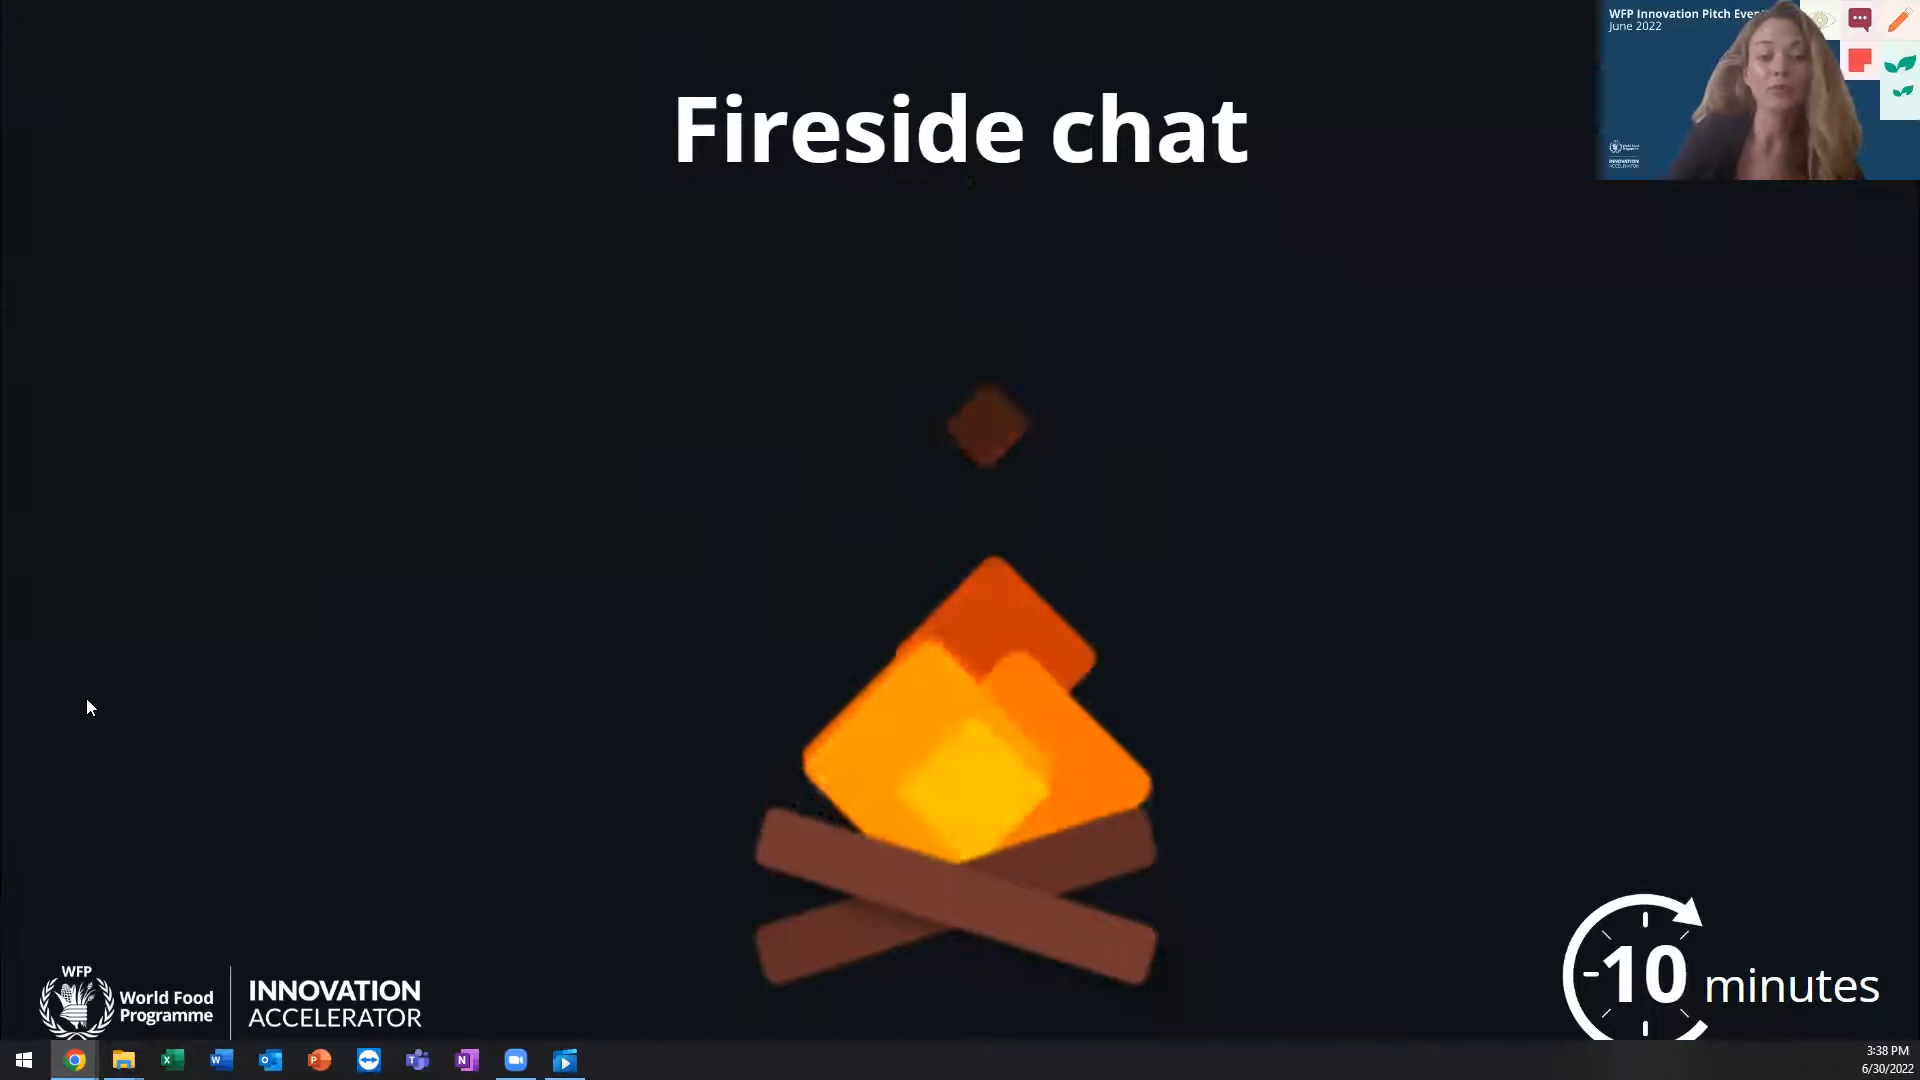 Fireside chat
WFP Innovation Pitch Even
June 2022
WFP
World Food
Programme
INNOVATION
ACCELERATOR
10 minutes
3:38 PM
6/30/2022